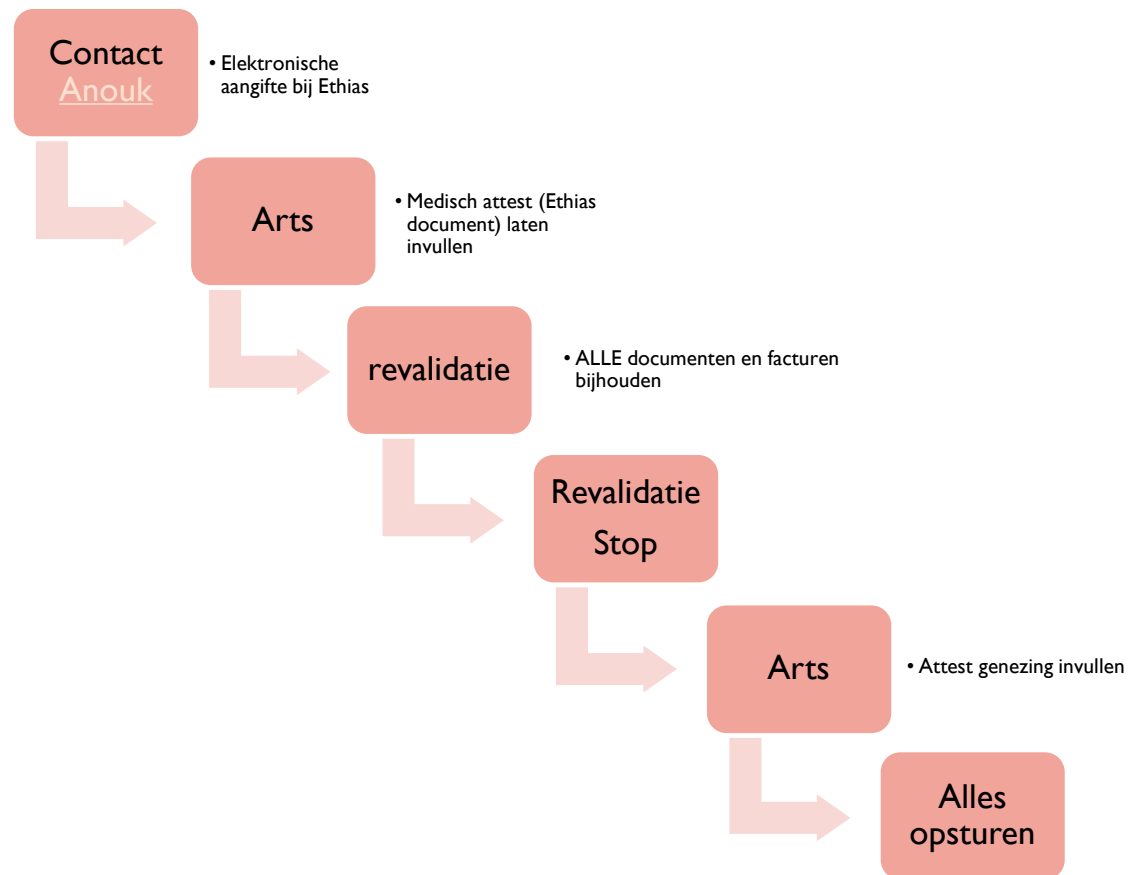 Contact
Anouk
• Elektronische
aangifte bij Ethias
Arts
• Medisch attest (Ethias
document) laten
invullen
revalidatie
• ALLE documenten en facturen
bijhouden
Revalidatie
Stop
Arts
• Attest genezing invullen
Alles
opsturen